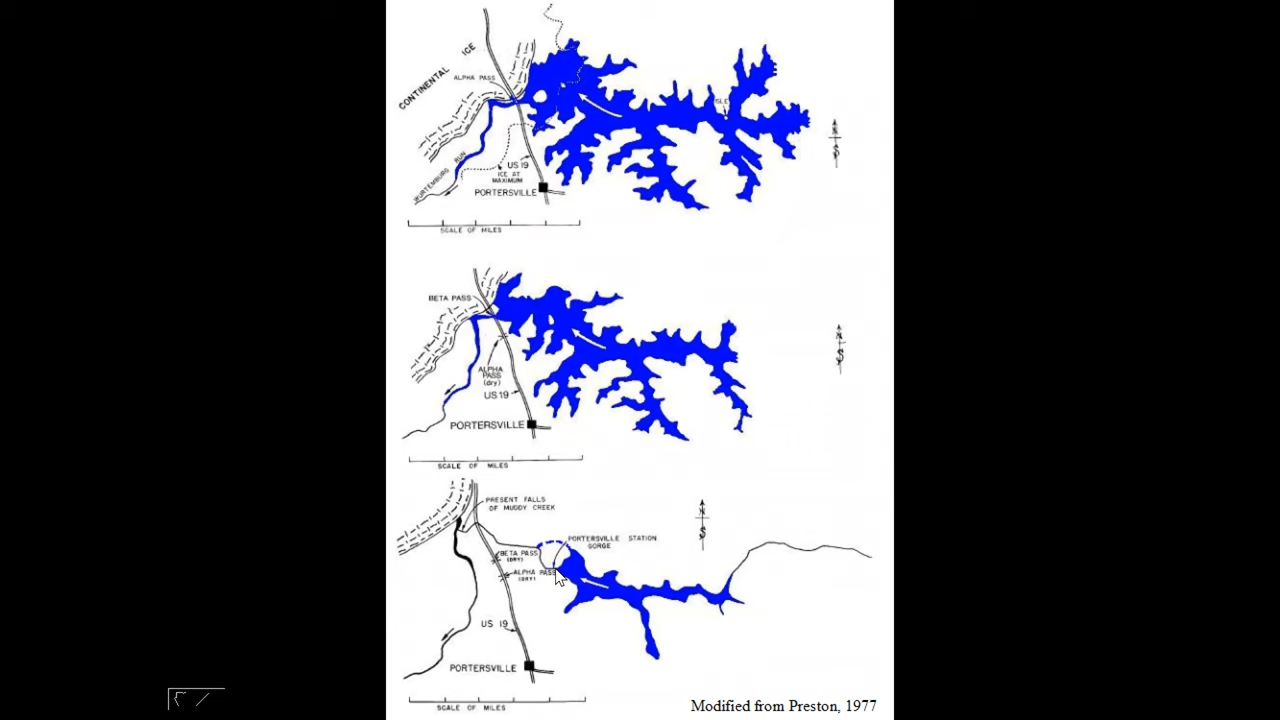 CONTINENTAL ICE
ALPHA PASS
ISLE
WURTEMBURG RUN
US 19
ICE AT
MAXIMUM
PORTERSVILLE
N
S
SCALE OF MILES
BETA PASS
ALPHA
PASS
(dry)
US 19
PORTERSVILLE
N
S
SCALE OF MILES
PRESENT FALLS
OF MUDDY CREEK
N
S
PORTERSVILLE STATION
GORGE
BETA PASS
(DRY)
ALPHA PASS
(DRY)
US 19
PORTERSVILLE
SCALE OF MILES
Modified from Preston, 1977